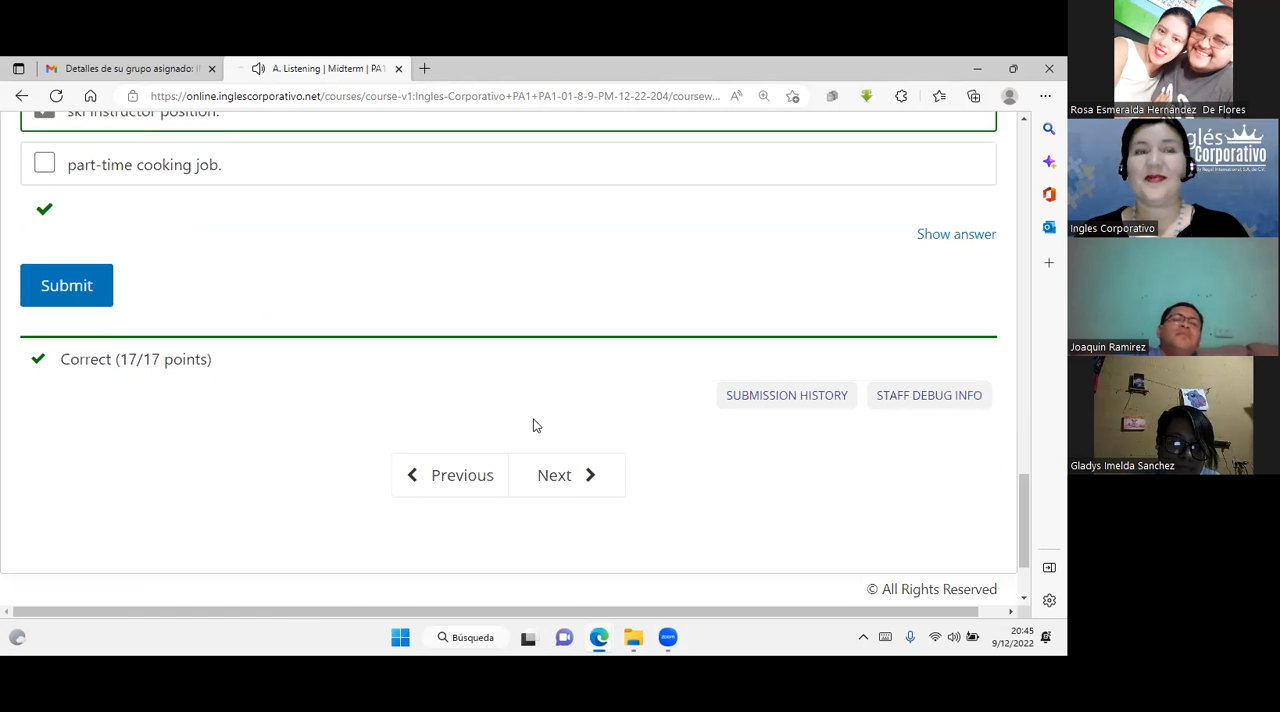 Detalles de su grupo asignado: I
A. Listening | Midterm | PA1
https://online.inglescorporativo.net/courses/course-v1:Ingles-Corporativo+PA1+PA1-01-8-9-PM-12-22-204/coursew...
ski instructor position.
part-time cooking job.
Show answer
Submit
Correct (17/17 points)
SUBMISSION HISTORY
STAFF DEBUG INFO
Previous
Next
© All Rights Reserved
Búsqueda
zoom
20:45
9/12/2022
Rosa Esmeralda Hernández De Flores
glés
Corporativo
Ingles Corporativo
Joaquin Ramirez
Gladys Imelda Sanchez